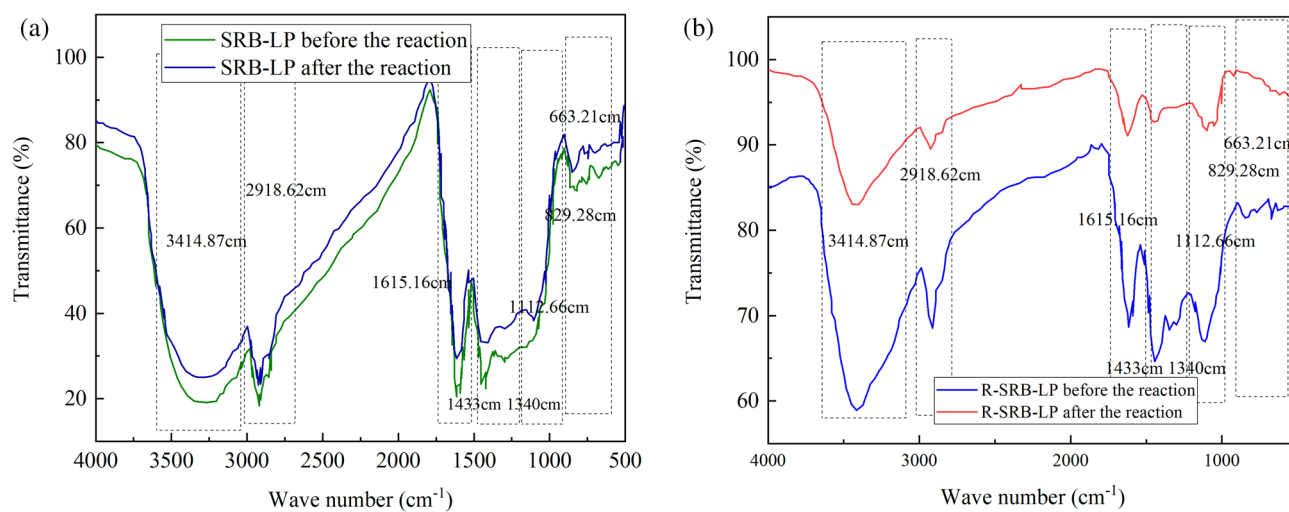 (a)
SRB-LP before the reaction
SRB-LP after the reaction
100
80
60
40
20
Transmittance (%)
663.21cm
2918.62cm
829.28cm
3414.87cm
1615.16cm
1112.66cm
1433cm 1340cm
4000 3500 3000 2500 2000 1500 1000 500
Wave number (cm-1)
(b)
100
90
80
70
60
Transmittance (%)
663.21cm
2918.62cm
829.28cm
1615.16cm
3414.87cm
1112.66cm
1433cm 1340cm
R-SRB-LP before the reaction
R-SRB-LP after the reaction
4000 3000 2000 1000
Wave number (cm-1)